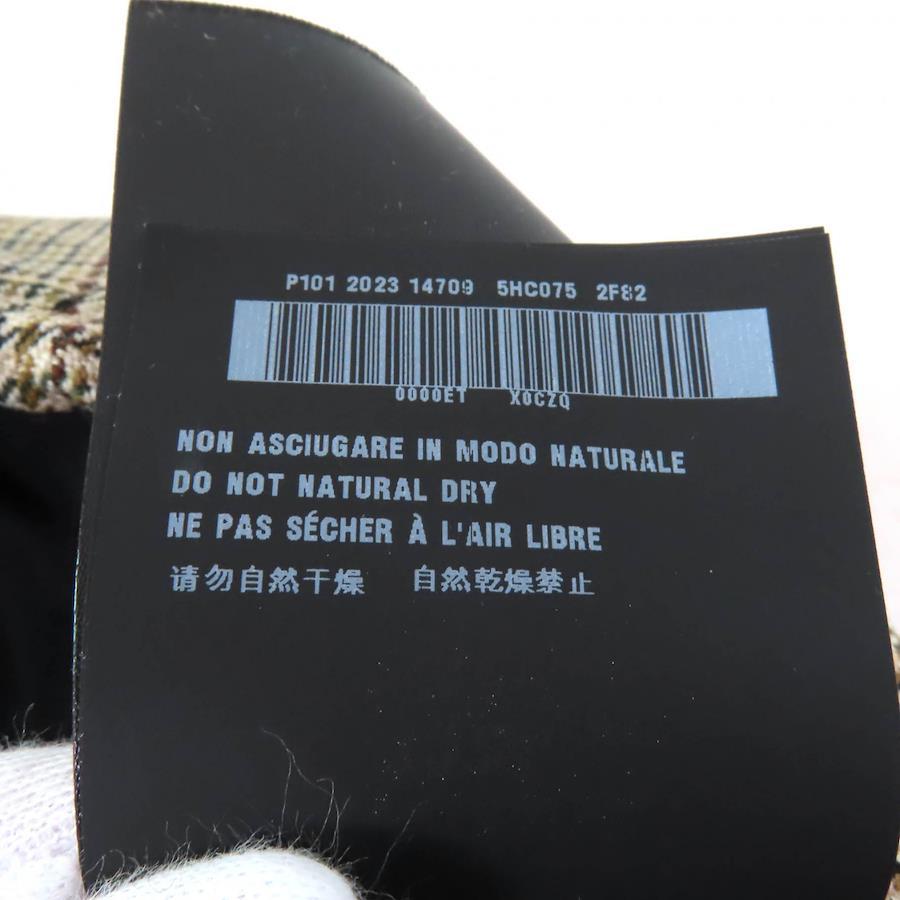 P101 2023 14709 5HC075 2F82
0000ET X0CZQ
NON ASCIUGARE IN MODO NATURALE
DO NOT NATURAL DRY
NE PAS SÉCHER À L'AIR LIBRE
请勿自然干燥 自然乾燥禁止